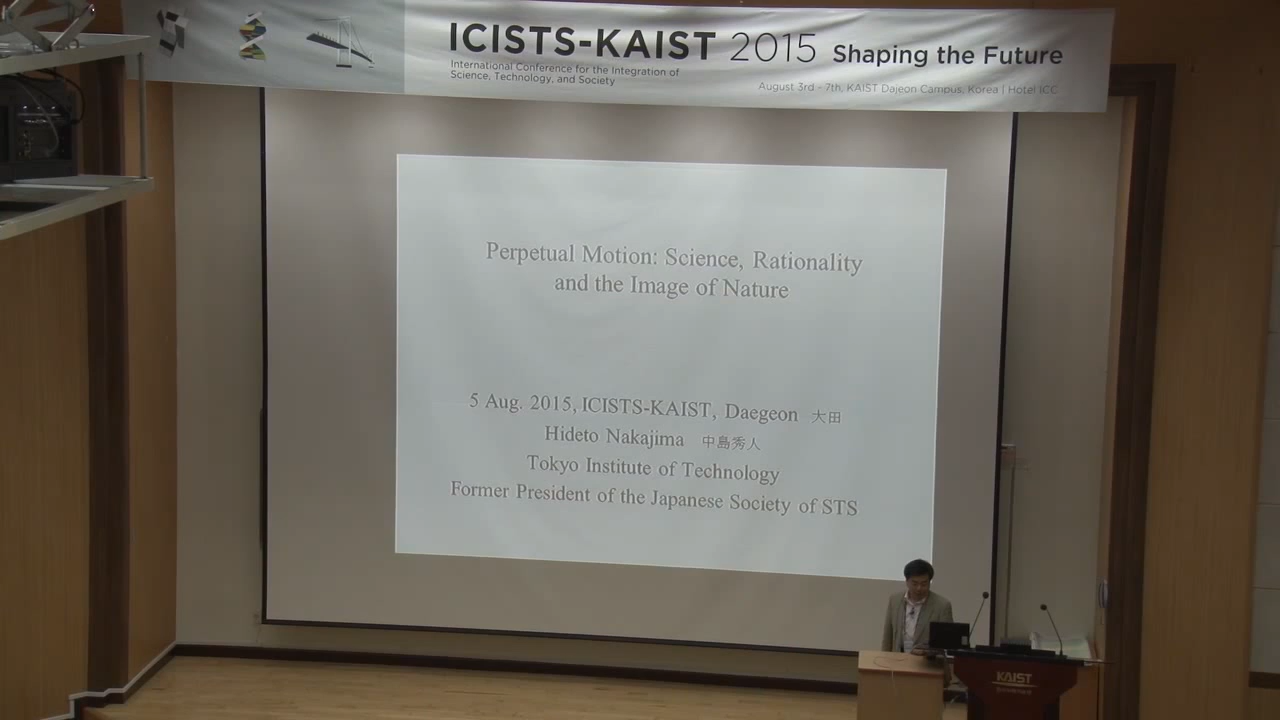 ICISTS-KAIST 2015 Shaping the Future
International Conference for the Integration of
Science, Technology, and Society
August 3rd - 7th, KAIST Dajeon Campus, Korea | Hotel ICC
Perpetual Motion: Science, Rationality
and the Image of Nature
5 Aug. 2015, ICISTS-KAIST, Daegeon 大田
Hideto Nakajima 中島秀人
Tokyo Institute of Technology
Former President of the Japanese Society of STS
KAIST